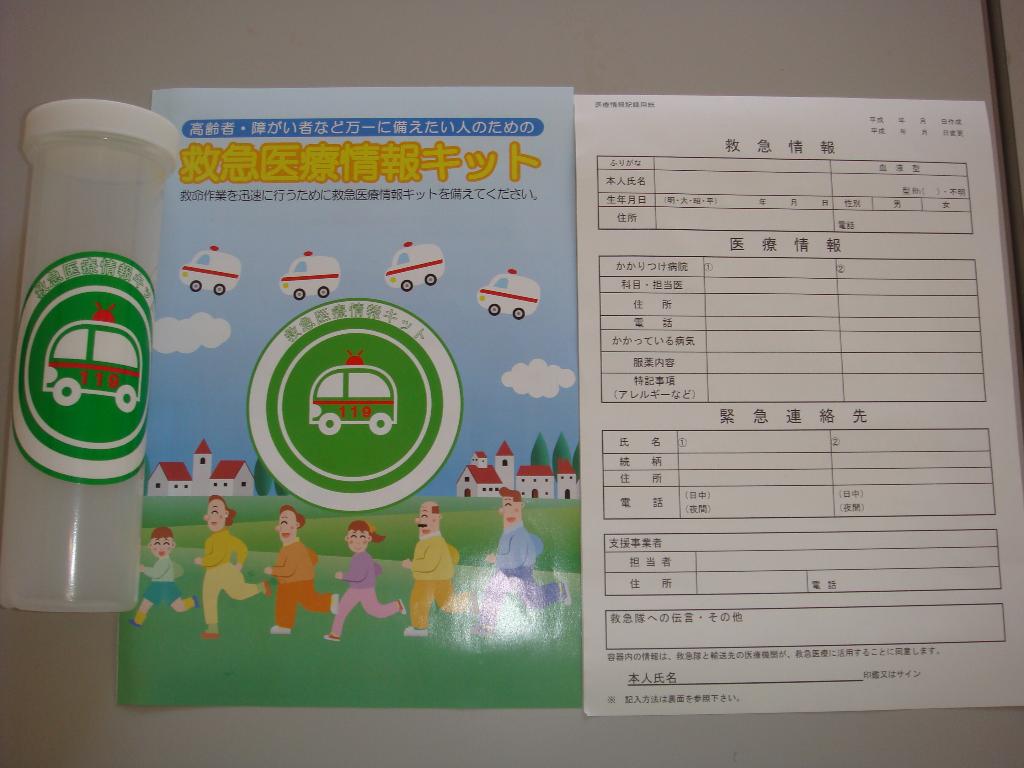 救急医療情報キット
119
高齢者・障がい者など万一に備えたい人のための
救急医療情報キット
救命作業を迅速に行うために救急医療情報キットを備えてください。
救急医療情報キット
119
医療情報記録用紙
平成 年 月 日作成
平成 年 月 日変更
救急情報
ふりがな 血液型
本人氏名 型 Rh( )・不明
生年月日 (明・大・昭・平) 年 月 日 性別 男 女
住所 電話
医療情報
かかりつけ病院 ① ②
科目・担当医
住 所
電 話
かかっている病気
服薬内容
特記事項
(アレルギーなど)
緊急連絡先
氏 名 ① ②
続 柄
住 所
電 話 (日中) (日中)
(夜間) (夜間)
支援事業者
担当者
住 所 電 話
救急隊への伝言・その他
容器内の情報は、救急隊と輸送先の医療機関が、救急医療に活用することに同意します。
本人氏名 印鑑又はサイン
※ 記入方法は裏面を参照下さい。